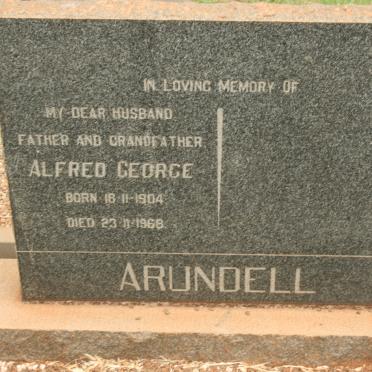 IN LOVING MEMORY OF
MY DEAR HUSBAND
FATHER AND GRANDFATHER
ALFRED GEORGE
BORN 18-11-1904
DIED 23-11-1968
ARUNDELL